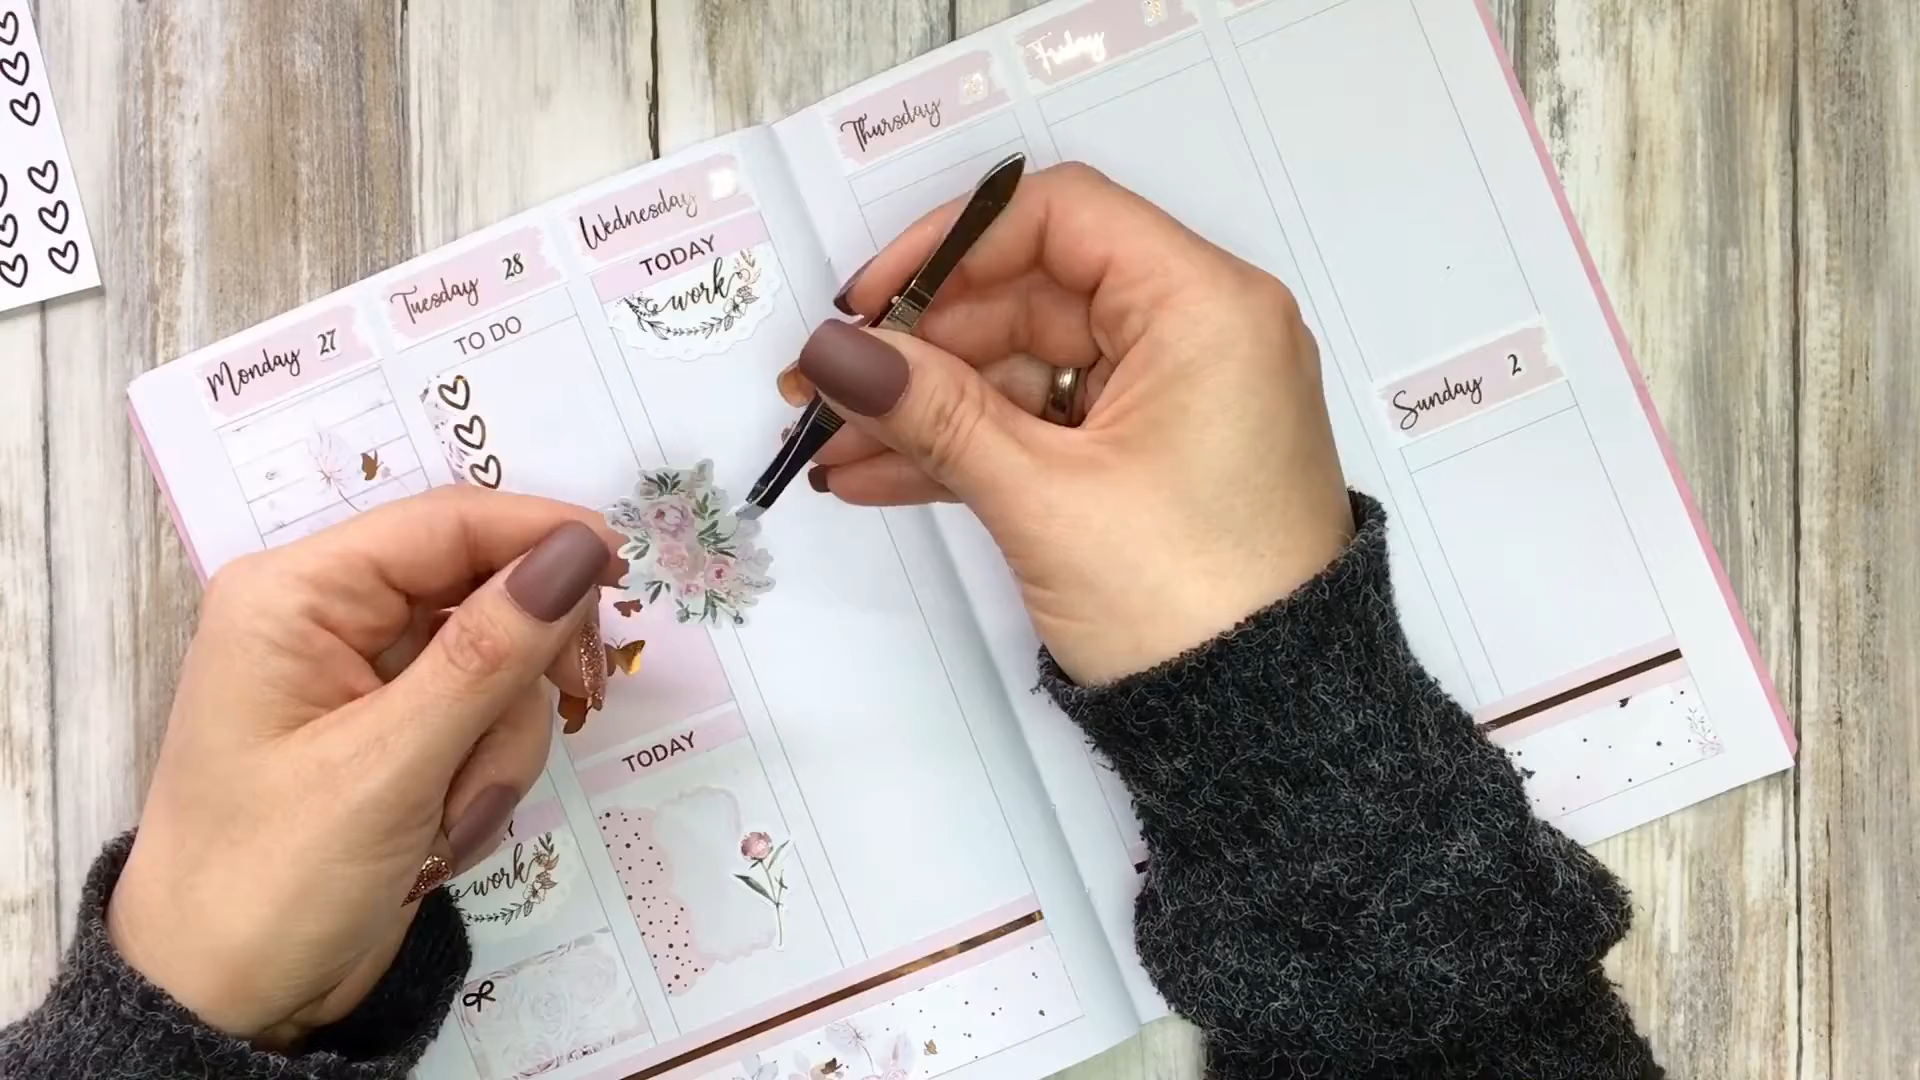 Monday 27
Tuesday 28
TO DO
Wednesday
TODAY
work
TODAY
work
Thursday
Friday
Sunday 2